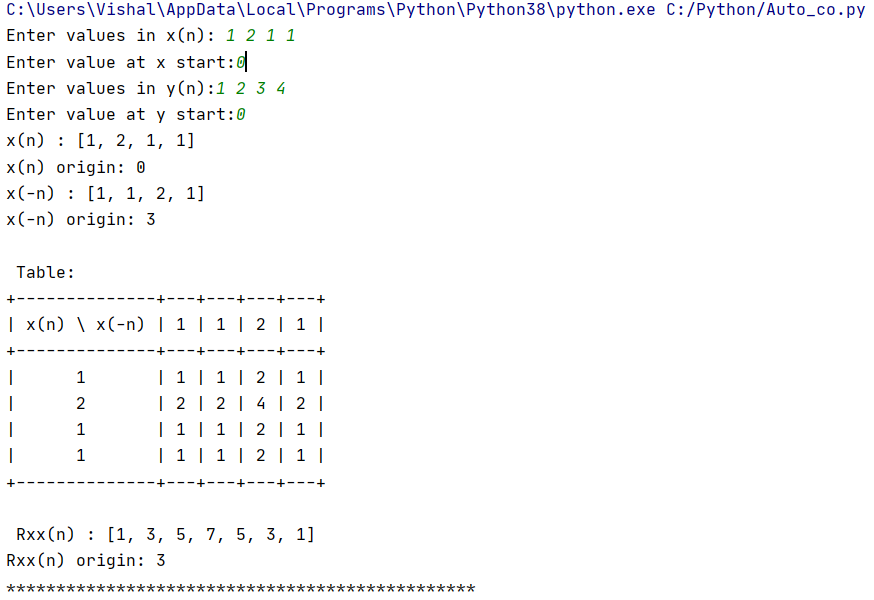 C:\Users\Vishal\AppData\Local\Programs\Python\Python38\python.exe C:/Python/Auto_co.py
Enter values in x(n): 1 2 1 1
Enter value at x start:0
Enter values in y(n):1 2 3 4
Enter value at y start:0
x(n) : [1, 2, 1, 1]
x(n) origin: 0
x(-n) : [1, 1, 2, 1]
x(-n) origin: 3
 Table:
+--------------+---+---+---+---+
| x(n) \ x(-n) | 1 | 1 | 2 | 1 |
+--------------+---+---+---+---+
|      1       | 1 | 1 | 2 | 1 |
|      2       | 2 | 2 | 4 | 2 |
|      1       | 1 | 1 | 2 | 1 |
|      1       | 1 | 1 | 2 | 1 |
+--------------+---+---+---+---+
 Rxx(n) : [1, 3, 5, 7, 5, 3, 1]
Rxx(n) origin: 3
***********************************************